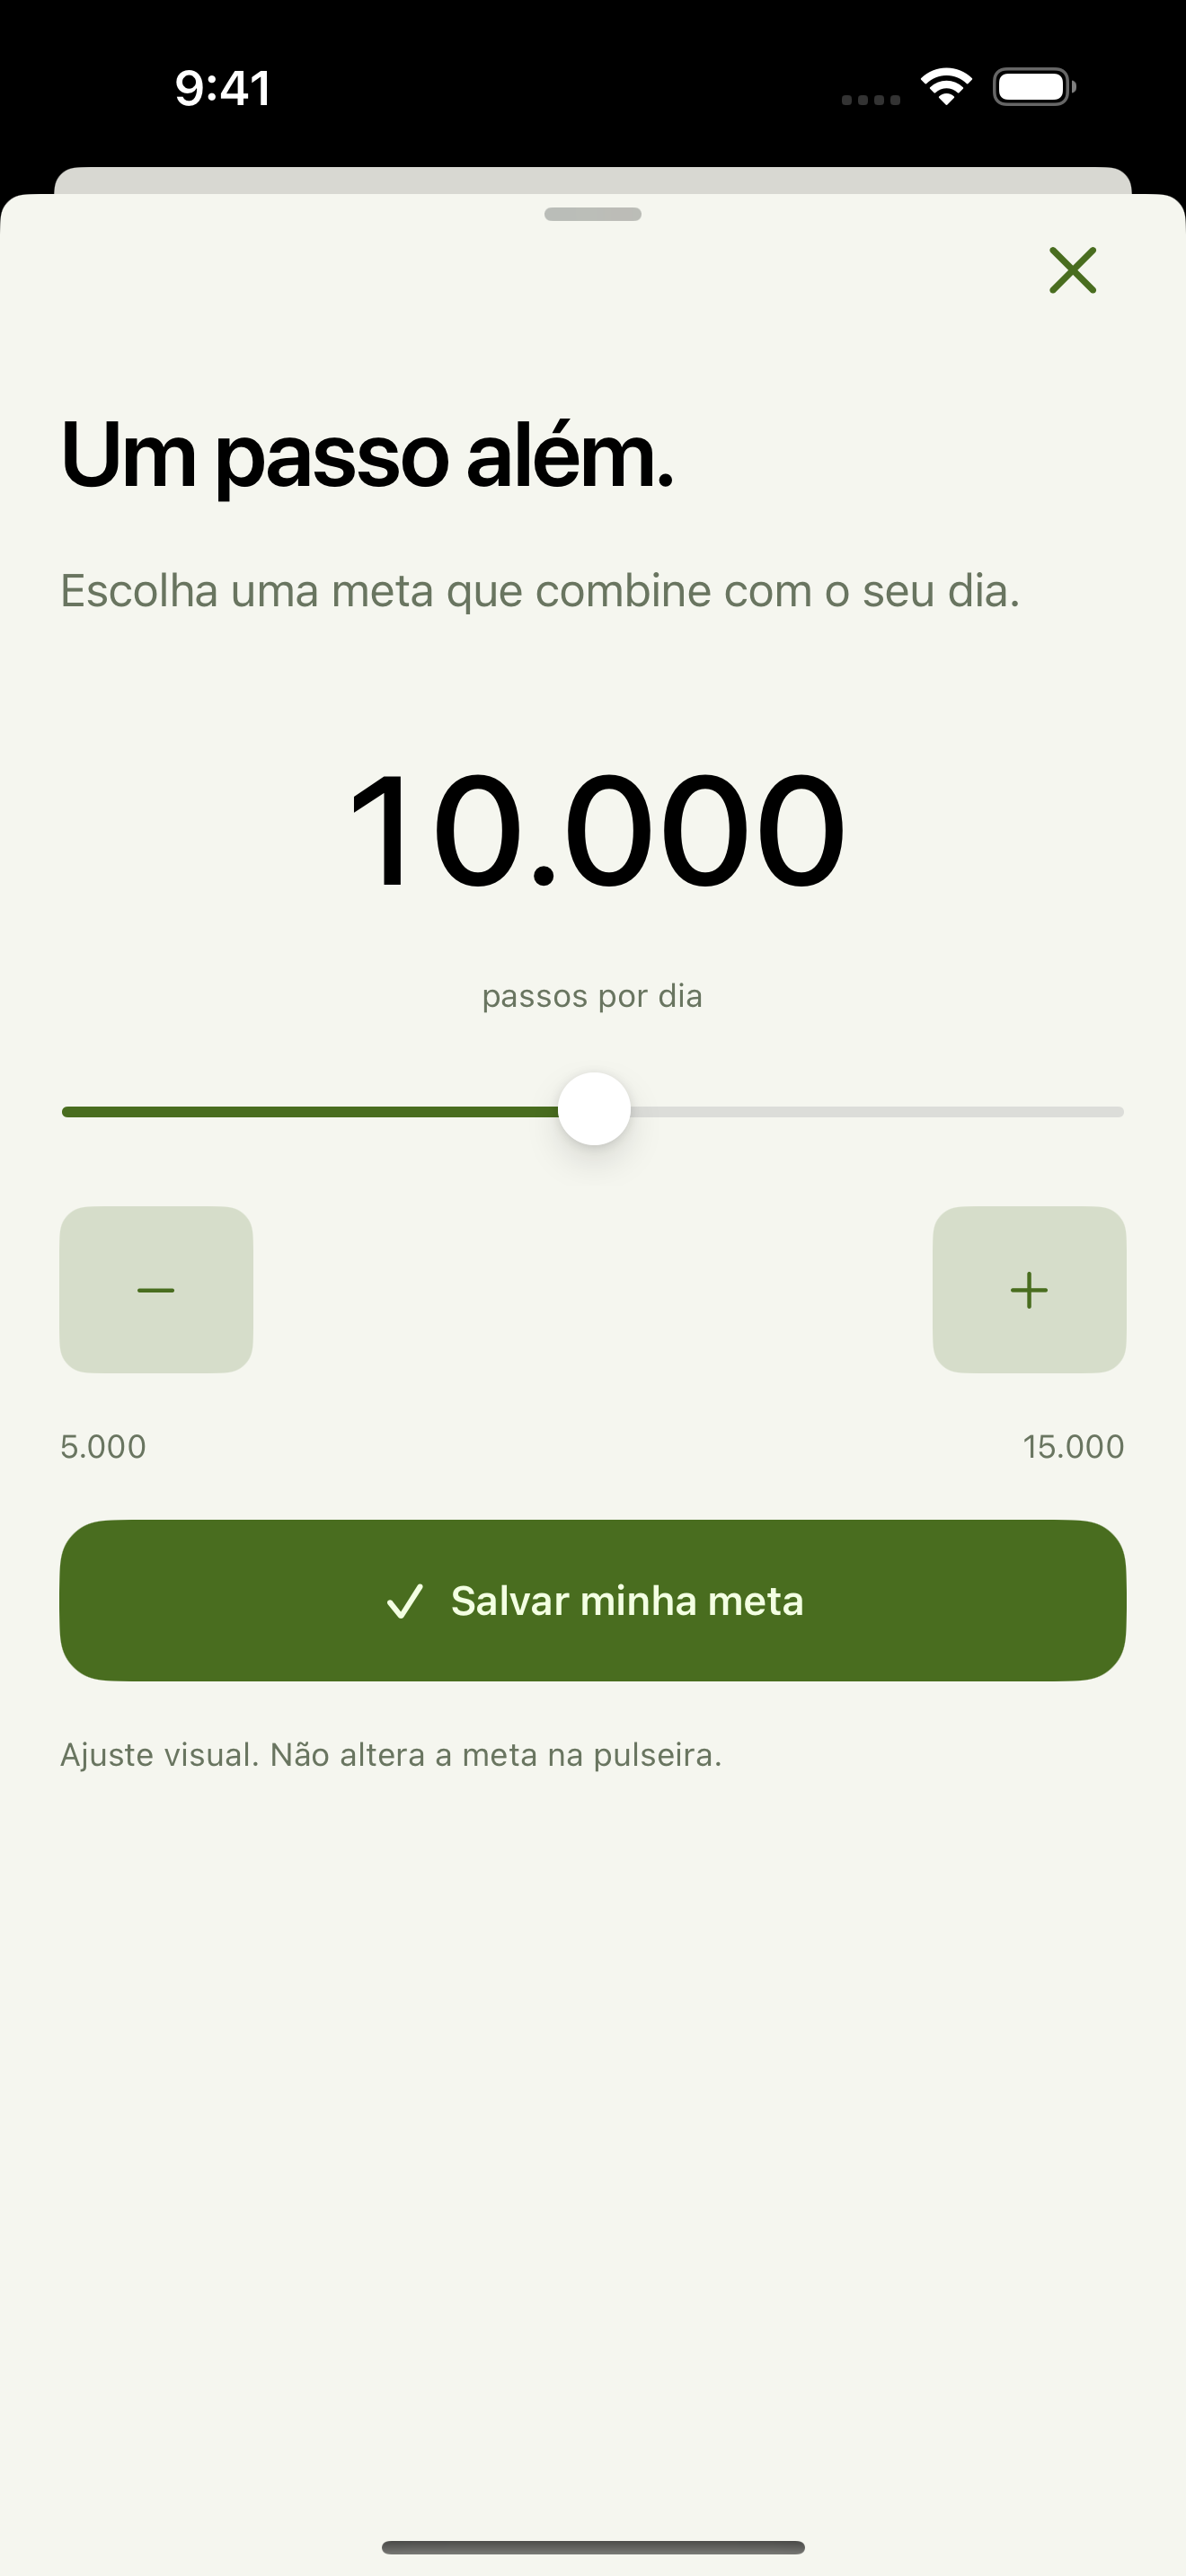 9:41
Um passo além.
Escolha uma meta que combine com o seu dia.
10.000
passos por dia
5.000
15.000
Salvar minha meta
Ajuste visual. Não altera a meta na pulseira.